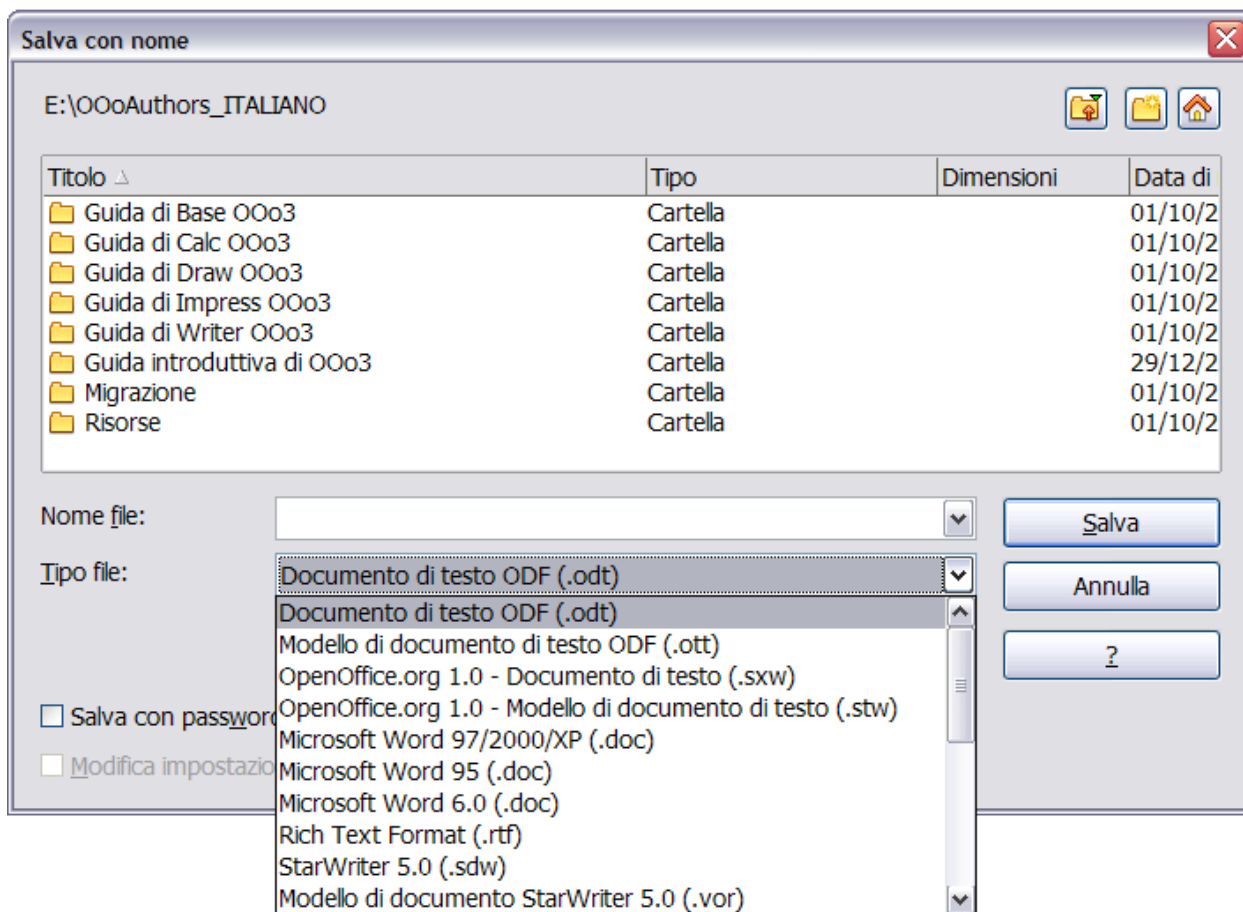 Salva con nome
E:\OOoAuthors_ITALIANO
Titolo Tipo Dimensioni Data di
Guida di Base OOo3 Cartella 01/10/2
Guida di Calc OOo3 Cartella 01/10/2
Guida di Draw OOo3 Cartella 01/10/2
Guida di Impress OOo3 Cartella 01/10/2
Guida di Writer OOo3 Cartella 01/10/2
Guida introduttiva di OOo3 Cartella 29/12/2
Migrazione Cartella 01/10/2
Risorse Cartella 01/10/2
Nome file: Salva
Tipo file: Documento di testo ODF (.odt) Annulla
Documento di testo ODF (.odt)
Modello di documento di testo ODF (.ott)
?
OpenOffice.org 1.0 - Documento di testo (.sxw)
Salva con password OpenOffice.org 1.0 - Modello di documento di testo (.stw)
Microsoft Word 97/2000/XP (.doc)
Modifica impostazio Microsoft Word 95 (.doc)
Microsoft Word 6.0 (.doc)
Rich Text Format (.rtf)
StarWriter 5.0 (.sdw)
Modello di documento StarWriter 5.0 (.vor)